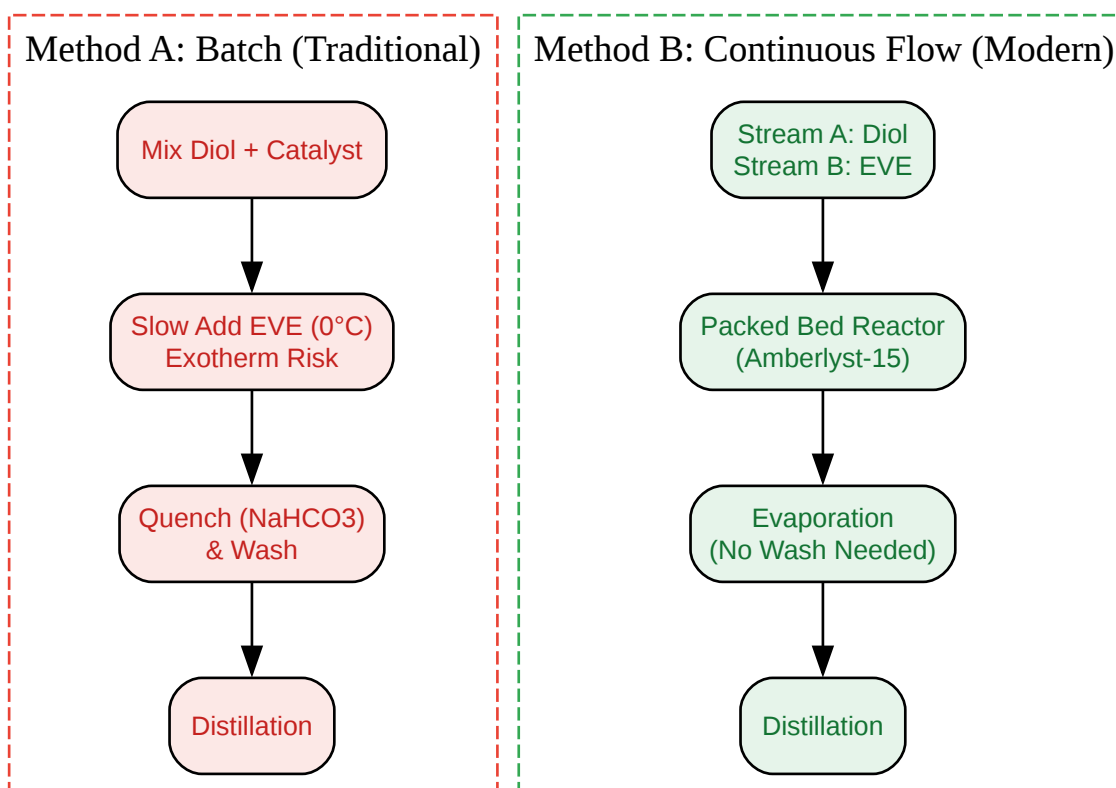 Method A: Batch (Traditional)
Mix Diol + Catalyst
Slow Add EVE (0°C)
Exotherm Risk
Quench (NaHCO3)
& Wash
Distillation
Method B: Continuous Flow (Modern)
Stream A: Diol
Stream B: EVE
Packed Bed Reactor
(Amberlyst-15)
Evaporation
(No Wash Needed)
Distillation